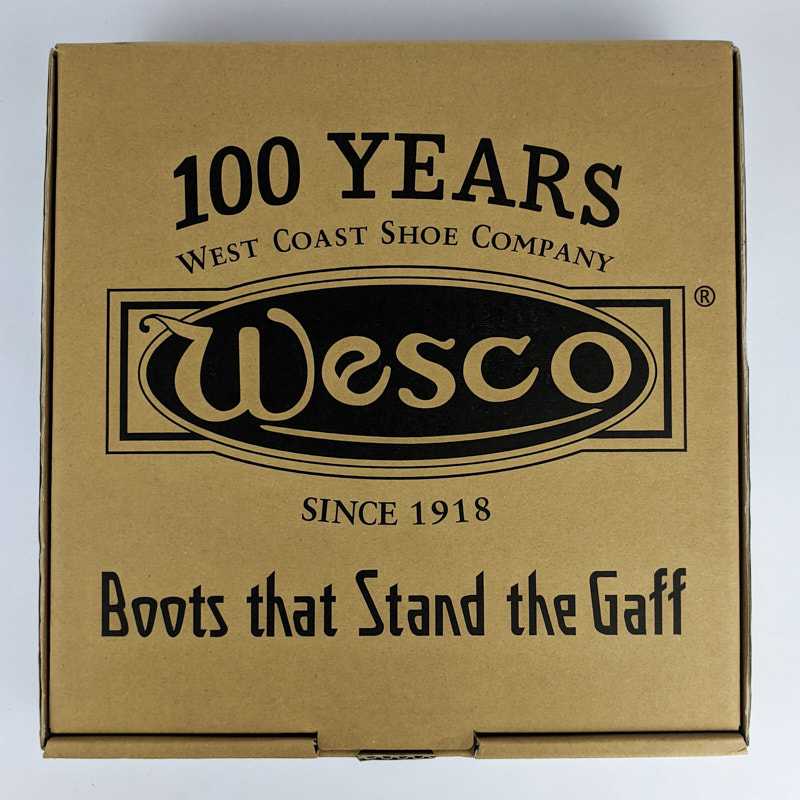 100 YEARS
WEST COAST SHOE COMPANY
Wesco ®
SINCE 1918
Boots that Stand the Gaff